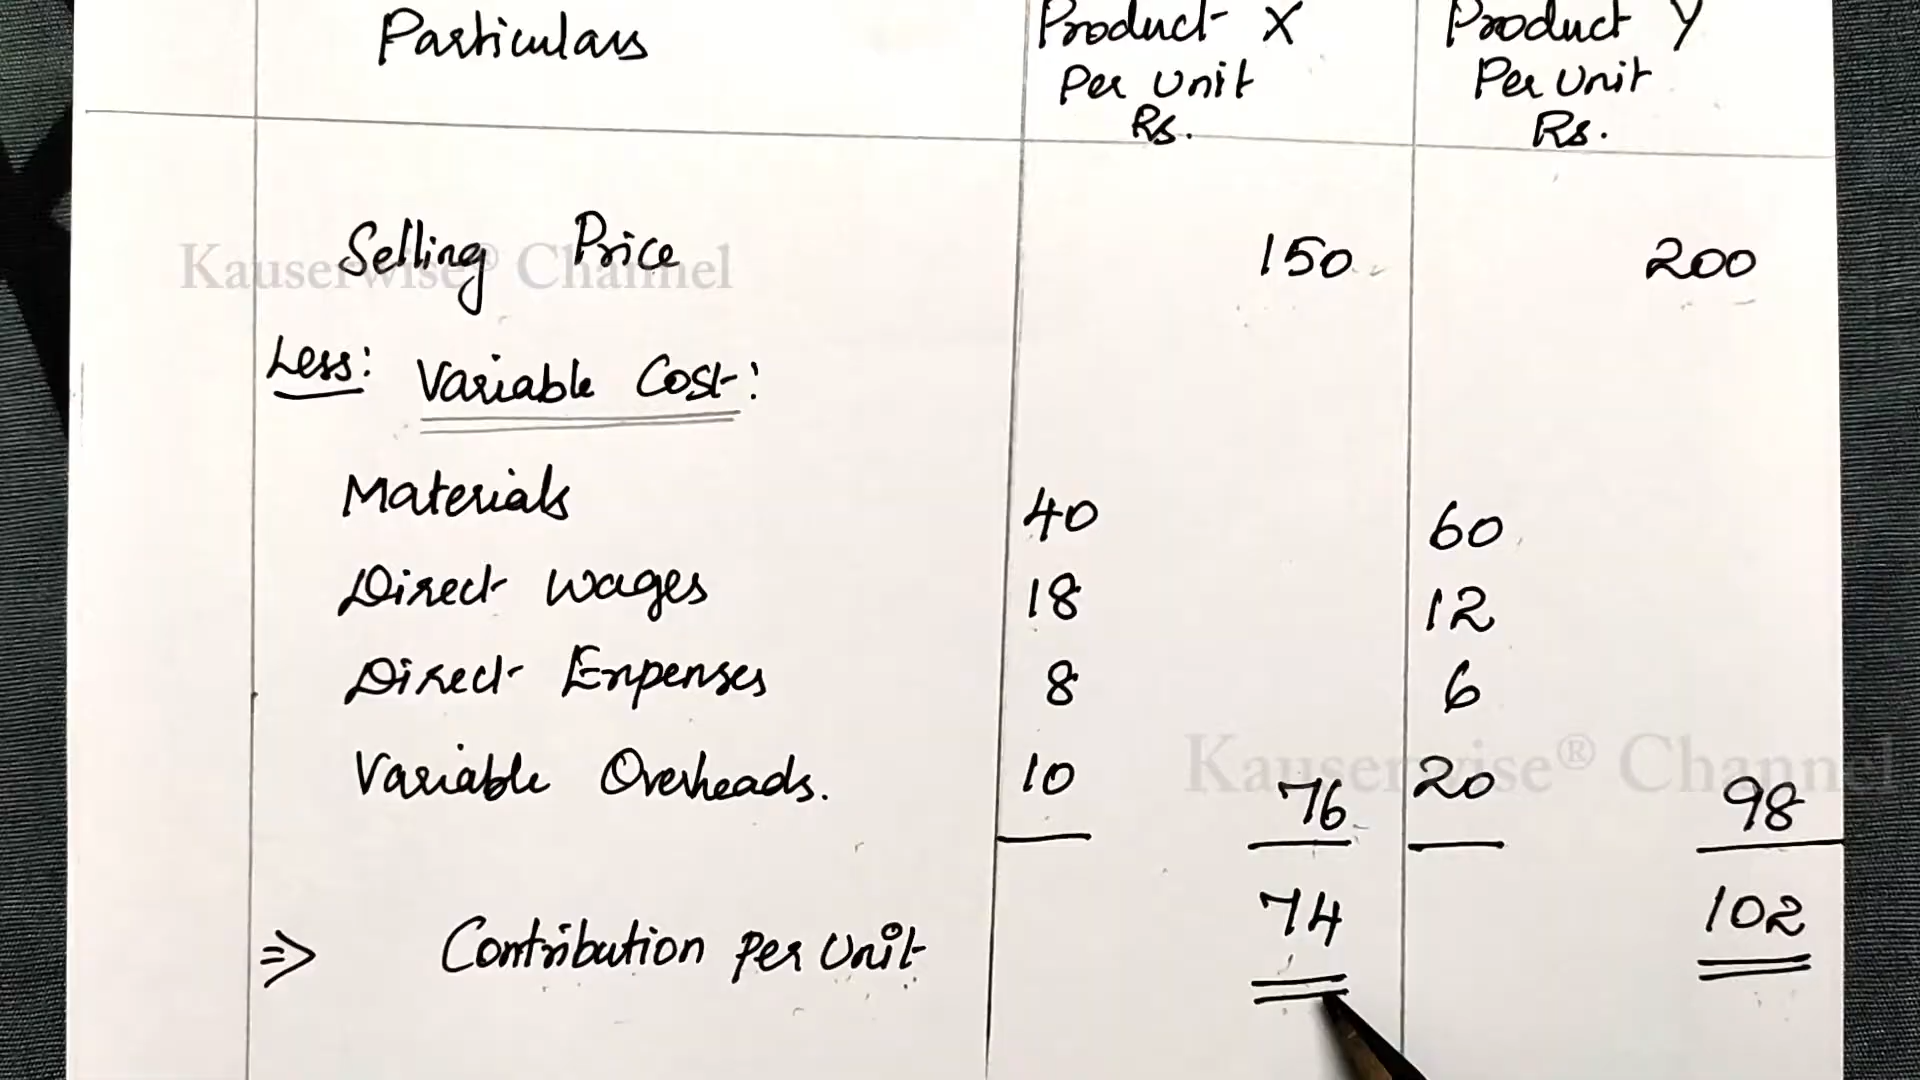 Particulars Product X Product Y
Per Unit Per Unit
Rs. Rs.
Selling Price 150 200
Kauserwise® Channel
Less: Variable Cost:
Materials 40 60
Direct Wages 18 12
Direct Expenses 8 6
Variable Overheads. 10 76 20 98
Kauserwise® Channel
⇒ Contribution Per Unit 74 102